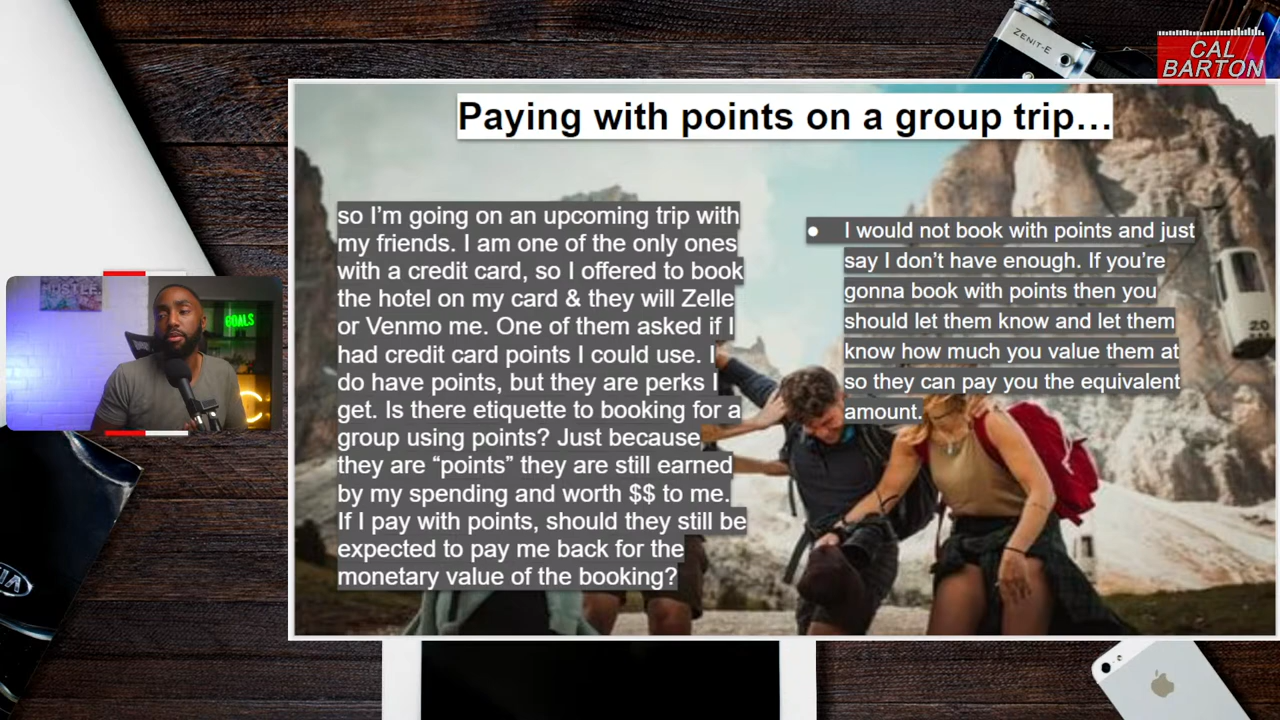 ZENIT-E
CAL
BARTON
Paying with points on a group trip…
so I’m going on an upcoming trip with
my friends. I am one of the only ones
with a credit card, so I offered to book
the hotel on my card & they will Zelle
or Venmo me. One of them asked if I
had credit card points I could use. I
do have points, but they are perks I
get. Is there etiquette to booking for a
group using points? Just because
they are “points” they are still earned
by my spending and worth $$ to me.
If I pay with points, should they still be
expected to pay me back for the
monetary value of the booking?
● I would not book with points and just
say I don’t have enough. If you’re
gonna book with points then you
should let them know and let them
know how much you value them at
so they can pay you the equivalent
amount.
HUSTLE
GOALS
C
20